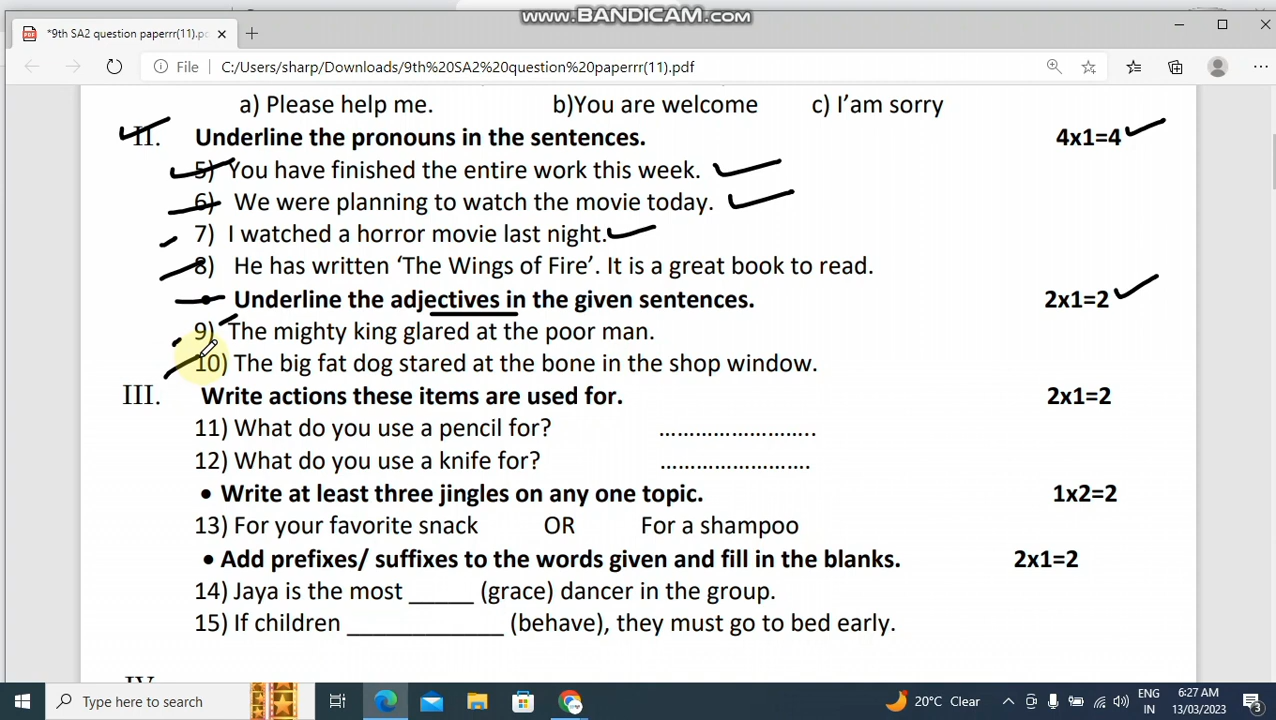 www.BANDICAM.com
*9th SA2 question paperrr(11).pd
File C:/Users/sharp/Downloads/9th%20SA2%20question%20paperrr(11).pdf
a) Please help me. b)You are welcome c) I'am sorry
II. Underline the pronouns in the sentences. 4x1=4
5) You have finished the entire work this week.
6) We were planning to watch the movie today.
7) I watched a horror movie last night.
8) He has written ‘The Wings of Fire’. It is a great book to read.
• Underline the adjectives in the given sentences. 2x1=2
9) The mighty king glared at the poor man.
10) The big fat dog stared at the bone in the shop window.
III. Write actions these items are used for. 2x1=2
11) What do you use a pencil for? ……………………..
12) What do you use a knife for? …………………….
• Write at least three jingles on any one topic. 1x2=2
13) For your favorite snack OR For a shampoo
• Add prefixes/ suffixes to the words given and fill in the blanks. 2x1=2
14) Jaya is the most _____ (grace) dancer in the group.
15) If children ____________ (behave), they must go to bed early.
IV.
Type here to search 20°C Clear ENG 6:27 AM
IN 13/03/2023 3